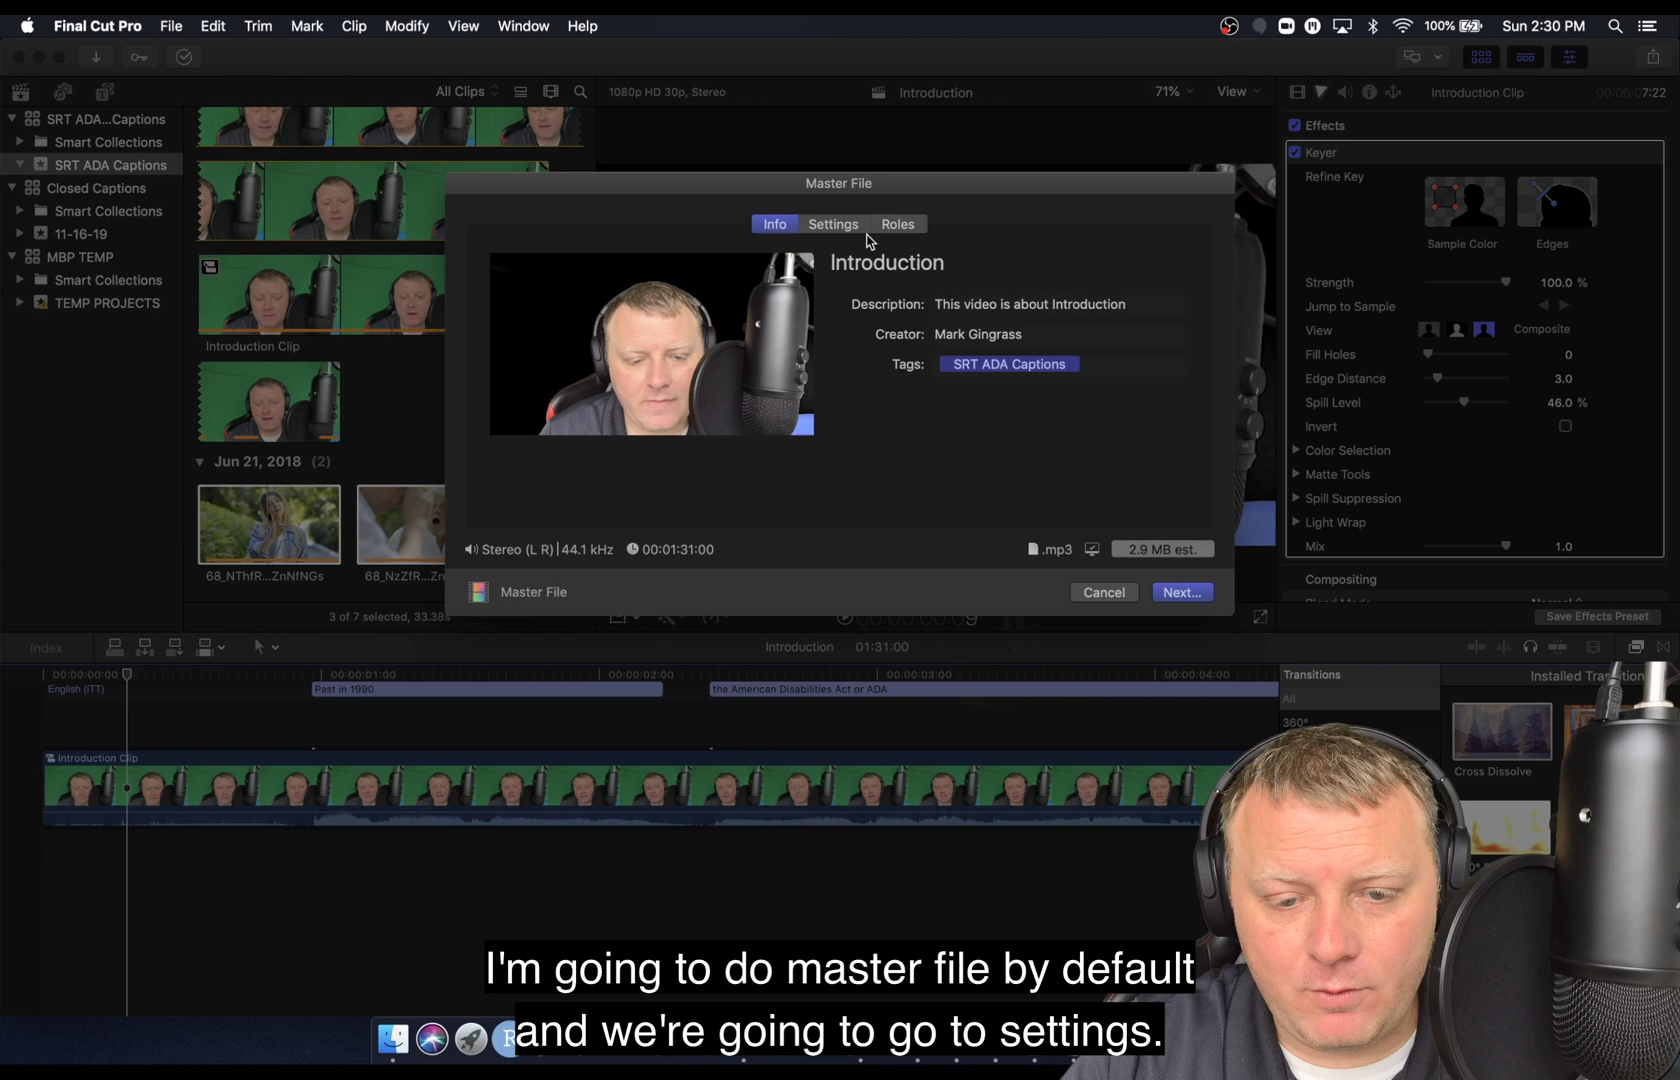 Final Cut Pro File Edit Trim Mark Clip Modify View Window Help 100% Sun 2:30 PM
All Clips 1080p HD 30p, Stereo Introduction 71% View Introduction Clip 00:00:07:22
SRT ADA...Captions
Smart Collections
SRT ADA Captions
Closed Captions
Smart Collections
11-16-19
MBP TEMP
Smart Collections
TEMP PROJECTS
Introduction Clip
Jun 21, 2018 (2)
68_NThfR...ZnNfNGs 68_NzZfR...Zn
3 of 7 selected, 33.38s
Master File
Info Settings Roles
Introduction
Description: This video is about Introduction
Creator: Mark Gingrass
Tags: SRT ADA Captions
Stereo (L R) | 44.1 kHz 00:01:31:00 .mp3 2.9 MB est.
Master File Cancel Next...
Effects
Keyer
Refine Key
Sample Color Edges
Strength 100.0 %
Jump to Sample
View Composite
Fill Holes 0
Edge Distance 3.0
Spill Level 46.0 %
Invert
Color Selection
Matte Tools
Spill Suppression
Light Wrap
Mix 1.0
Compositing
Save Effects Preset
Index Introduction 01:31:00
00:00:00:00 00:00:01:00 00:00:02:00 00:00:03:00 00:00:04:00
English (iTT) Past in 1990 the American Disabilities Act or ADA
Introduction Clip
Transitions
All
360°
Cross Dissolve
I'm going to do master file by default
and we're going to go to settings.